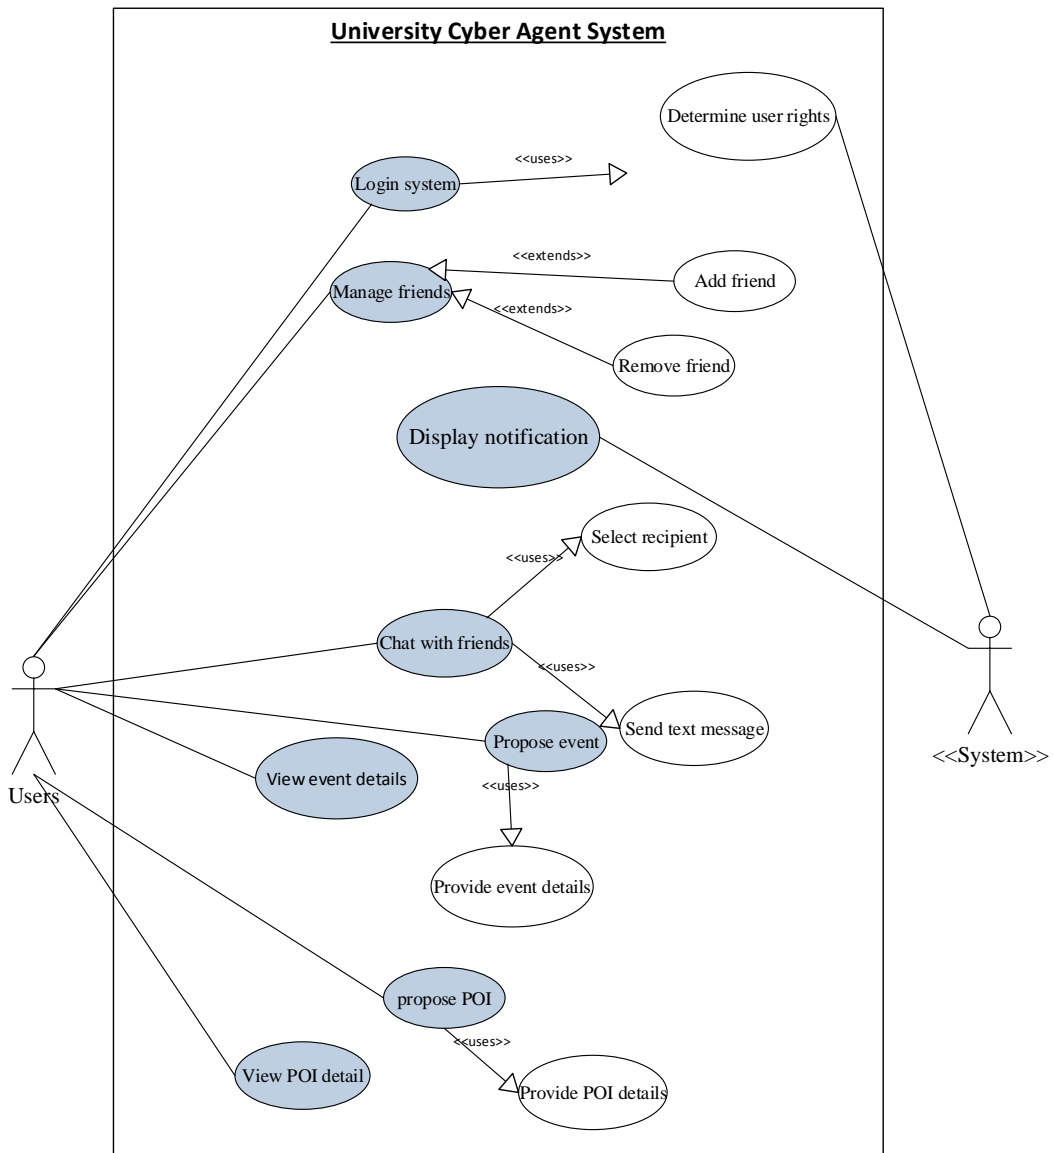 University Cyber Agent System
Determine user rights
<<uses>>
Login system
<<extends>>
Add friend
Manage friends
<<extends>>
Remove friend
Display notification
Select recipient
<<uses>>
Chat with friends
<<uses>>
Send text message
Propose event
<<System>>
View event details
<<uses>>
Users
Provide event details
propose POI
<<uses>>
View POI detail
Provide POI details